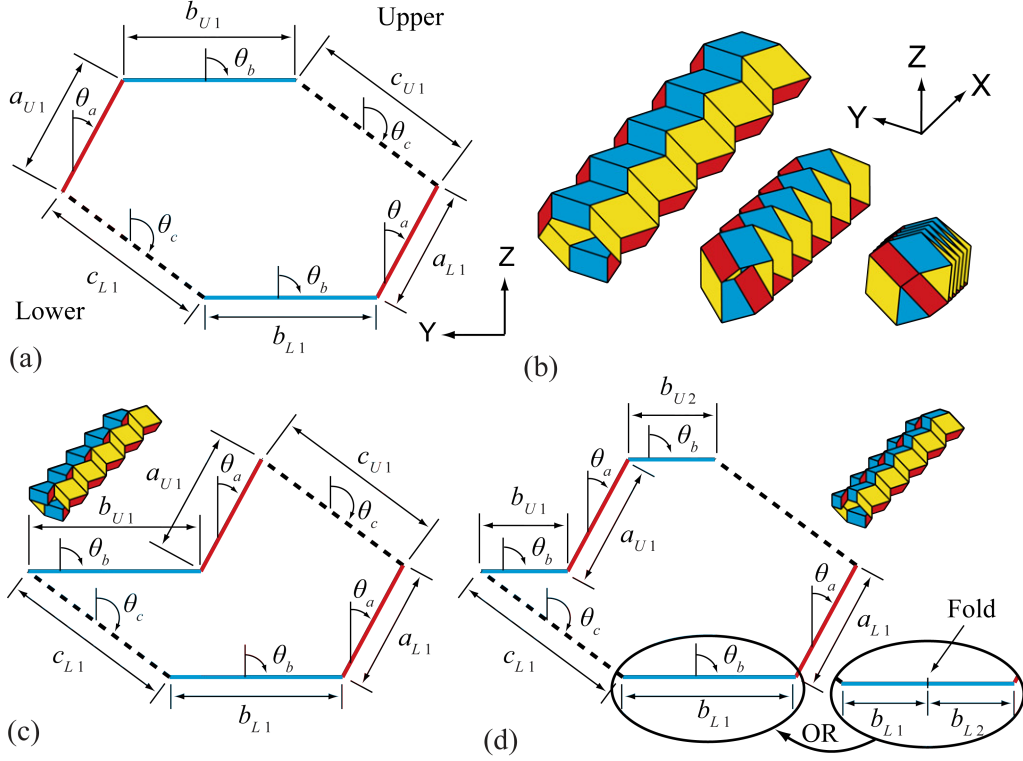 b_{U1}
Upper
θ_b
c_{U1}
a_{U1}
θ_a
θ_c
θ_c
θ_a
a_{L1}
c_{L1}
θ_b
Lower
b_{L1}
Z
Y
(a)
Z
X
Y
(b)
a_{U1}
θ_a
c_{U1}
b_{U1}
θ_b
θ_c
θ_c
θ_a
a_{L1}
c_{L1}
θ_b
b_{L1}
(c)
b_{U2}
θ_b
θ_a
b_{U1}
a_{U1}
θ_b
θ_c
θ_a
a_{L1}
Fold
c_{L1}
θ_b
b_{L1}
OR
b_{L1}
b_{L2}
(d)